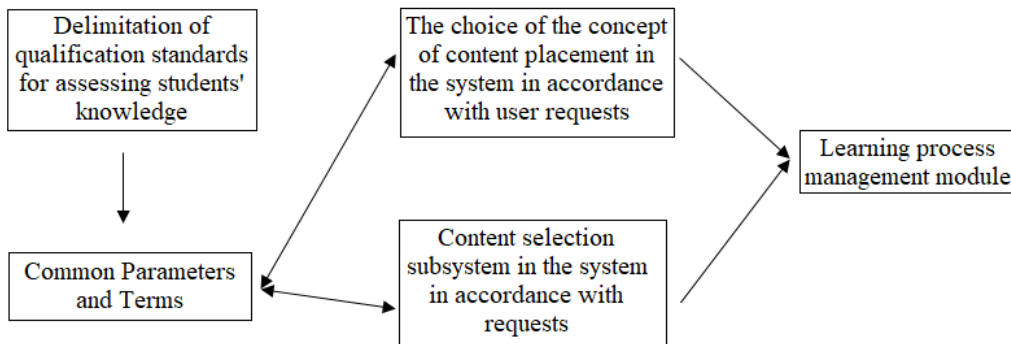 Delimitation of
qualification standards
for assessing students'
knowledge
The choice of the concept
of content placement in
the system in accordance
with user requests
Learning process
management module
Common Parameters
and Terms
Content selection
subsystem in the system
in accordance with
requests